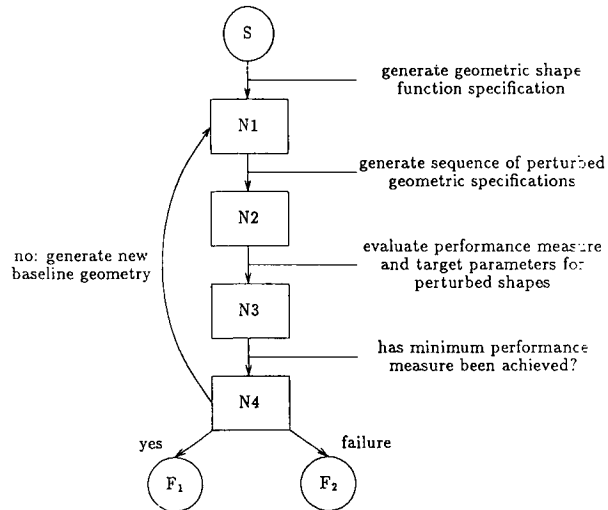 S
generate geometric shape
function specification
N1
generate sequence of perturbed
geometric specifications
N2
no: generate new
baseline geometry
evaluate performance measure
and target parameters for
perturbed shapes
N3
has minimum performance
measure been achieved?
N4
yes
failure
F₁
F₂